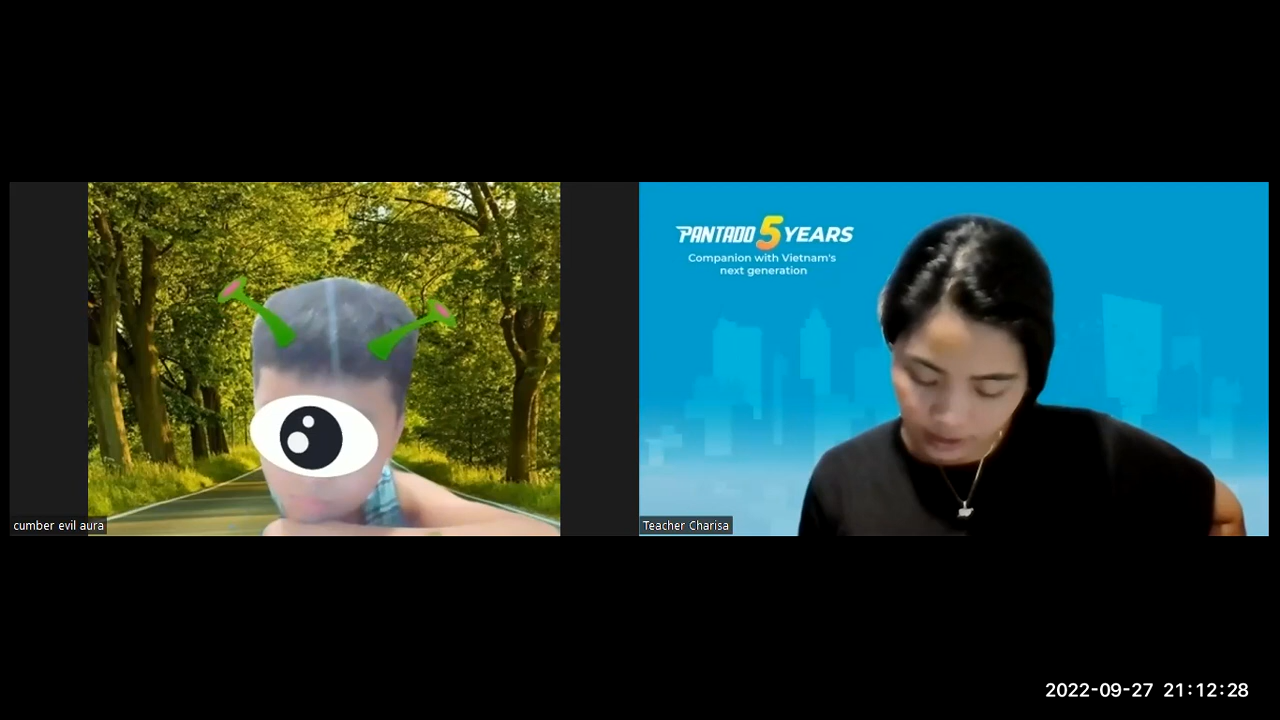 PANTADO 5 YEARS
Companion with Vietnam's
next generation
cumber evil aura
Teacher Charisa
2022-09-27 21:12:28